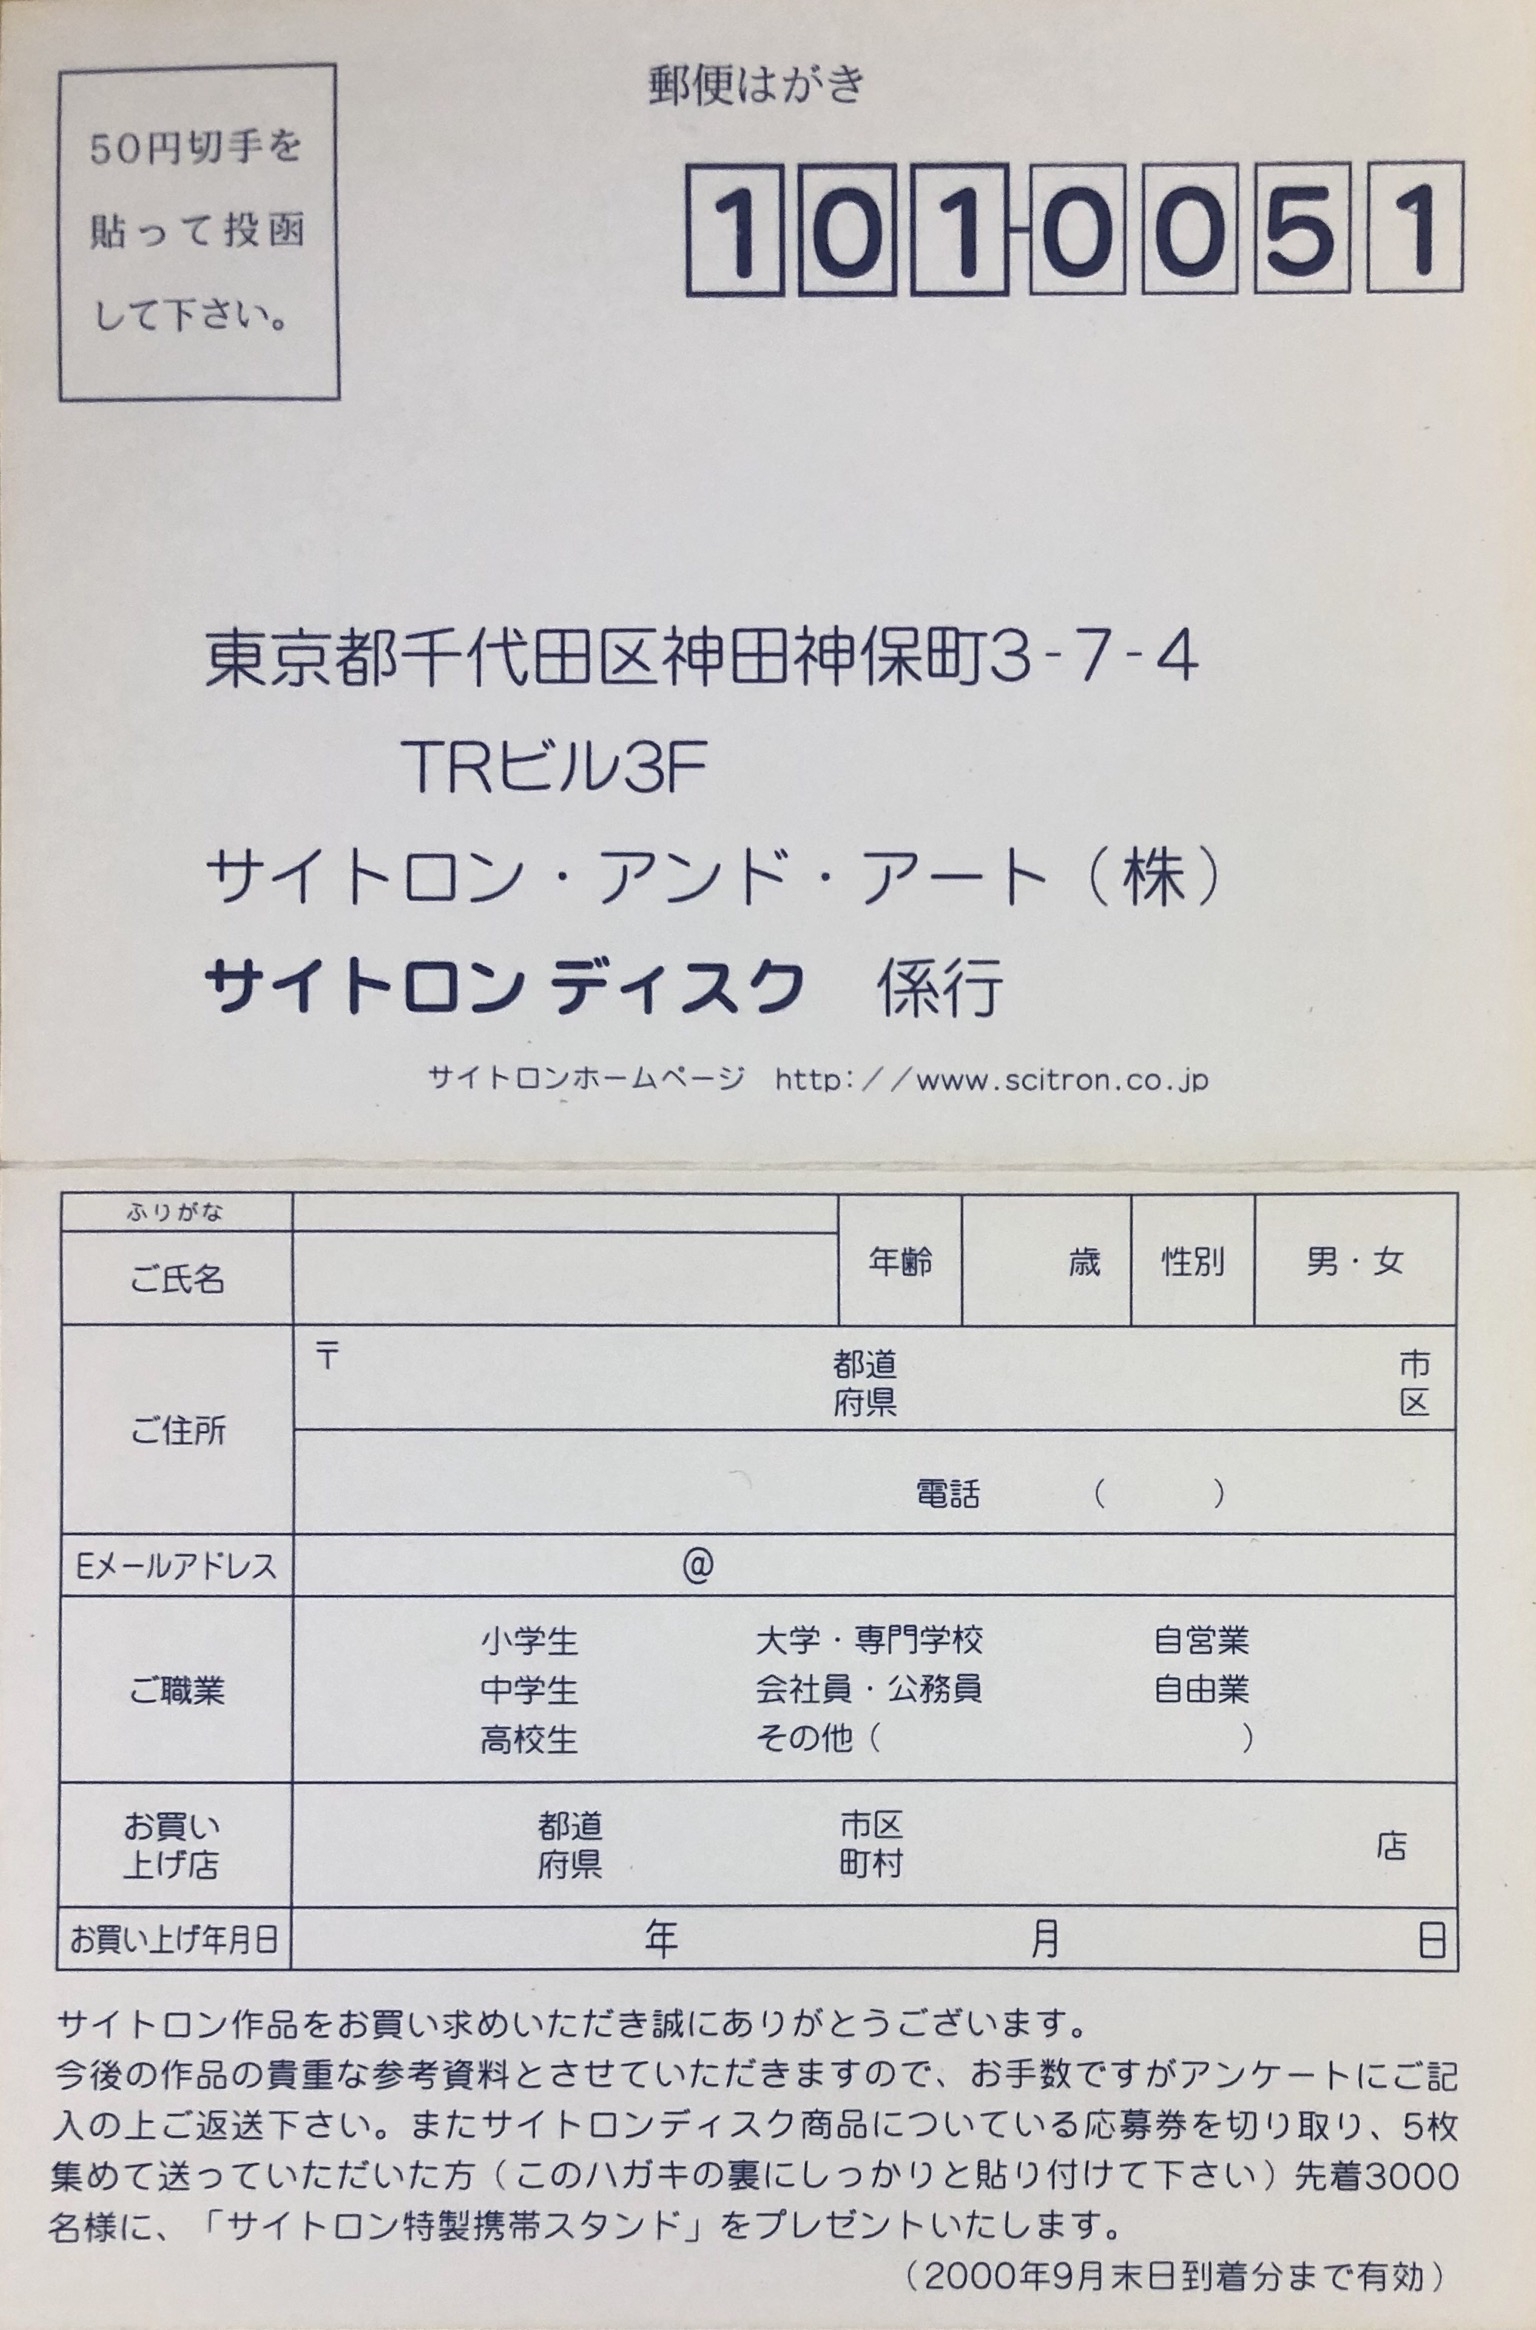 郵便はがき
50円切手を
貼って投函
して下さい。
101-0051
東京都千代田区神田神保町3-7-4
TRビル3F
サイトロン・アンド・アート（株）
サイトロン ディスク　係行
サイトロンホームページ　http://www.scitron.co.jp
ふりがな
ご氏名
年齢　歳　性別　男・女
ご住所
〒　都道府県　市区
電話　（　　）
Eメールアドレス　@
ご職業
小学生　大学・専門学校　自営業
中学生　会社員・公務員　自由業
高校生　その他（　　）
お買い　都道　市区
上げ店　府県　町村　店
お買い上げ年月日　年　月　日
サイトロン作品をお買い求めいただき誠にありがとうございます。
今後の作品の貴重な参考資料とさせていただきますので、お手数ですがアンケートにご記
入の上ご返送下さい。またサイトロンディスク商品についている応募券を切り取り、5枚
集めて送っていただいた方（このハガキの裏にしっかりと貼り付けて下さい）先着3000
名様に、「サイトロン特製携帯スタンド」をプレゼントいたします。
（2000年9月末日到着分まで有効）